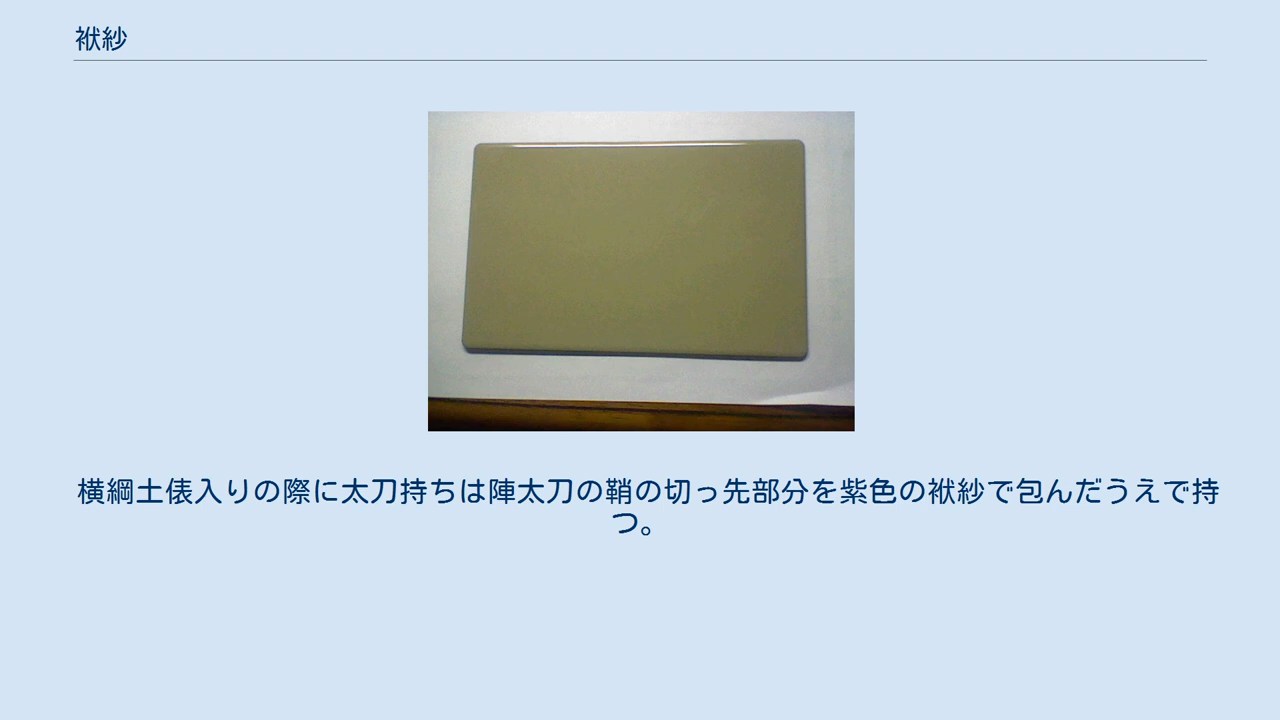 袱紗
横綱土俵入りの際に太刀持ちは陣太刀の鞘の切っ先部分を紫色の袱紗で包んだうえで持
つ。